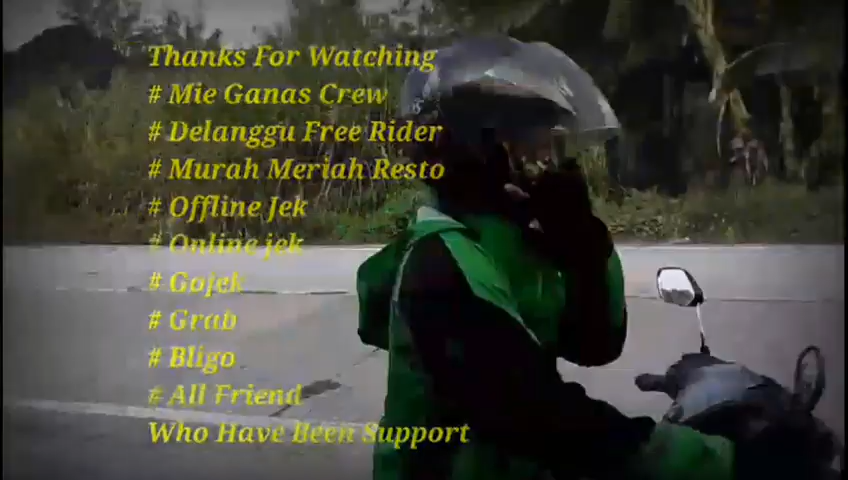 Thanks For Watching
# Mie Ganas Crew
# Delanggu Free Rider
# Murah Meriah Resto
# Offline Jek
# Online jek
# Gojek
# Grab
# Bligo
# All Friend
Who Have Been Support